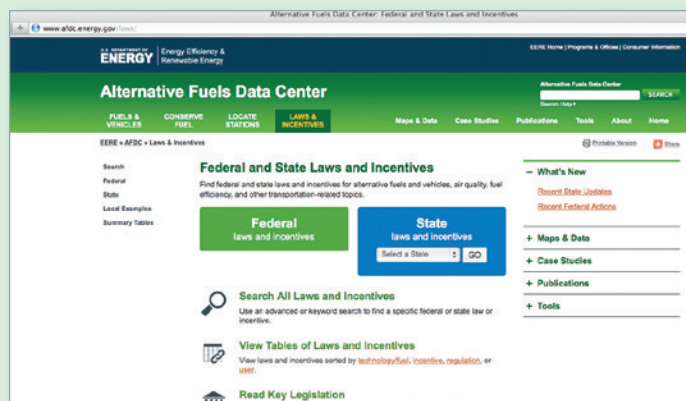 Alternative Fuels Data Center: Federal and State Laws and Incentives
www.afdc.energy.gov/laws/
U.S. DEPARTMENT OF
ENERGY
Energy Efficiency &
Renewable Energy
EERE Home | Programs & Offices | Consumer Information
Alternative Fuels Data Center
Alternative Fuels Data Center
SEARCH
Search Help
FUELS & VEHICLES
CONSERVE FUEL
LOCATE STATIONS
LAWS & INCENTIVES
Maps & Data Case Studies Publications Tools About Home
EERE » AFDC » Laws & Incentives
Printable Version
Share
Search
Federal
State
Local Examples
Summary Tables
Federal and State Laws and Incentives
Find federal and state laws and incentives for alternative fuels and vehicles, air quality, fuel
efficiency, and other transportation-related topics.
Federal
laws and incentives
State
laws and incentives
Select a State
GO
Search All Laws and Incentives
Use an advanced or keyword search to find a specific federal or state law or
incentive.
View Tables of Laws and Incentives
View laws and incentives sorted by technology/fuel, incentive, regulation, or
user.
Read Key Legislation
− What's New
Recent State Updates
Recent Federal Actions
+ Maps & Data
+ Case Studies
+ Publications
+ Tools